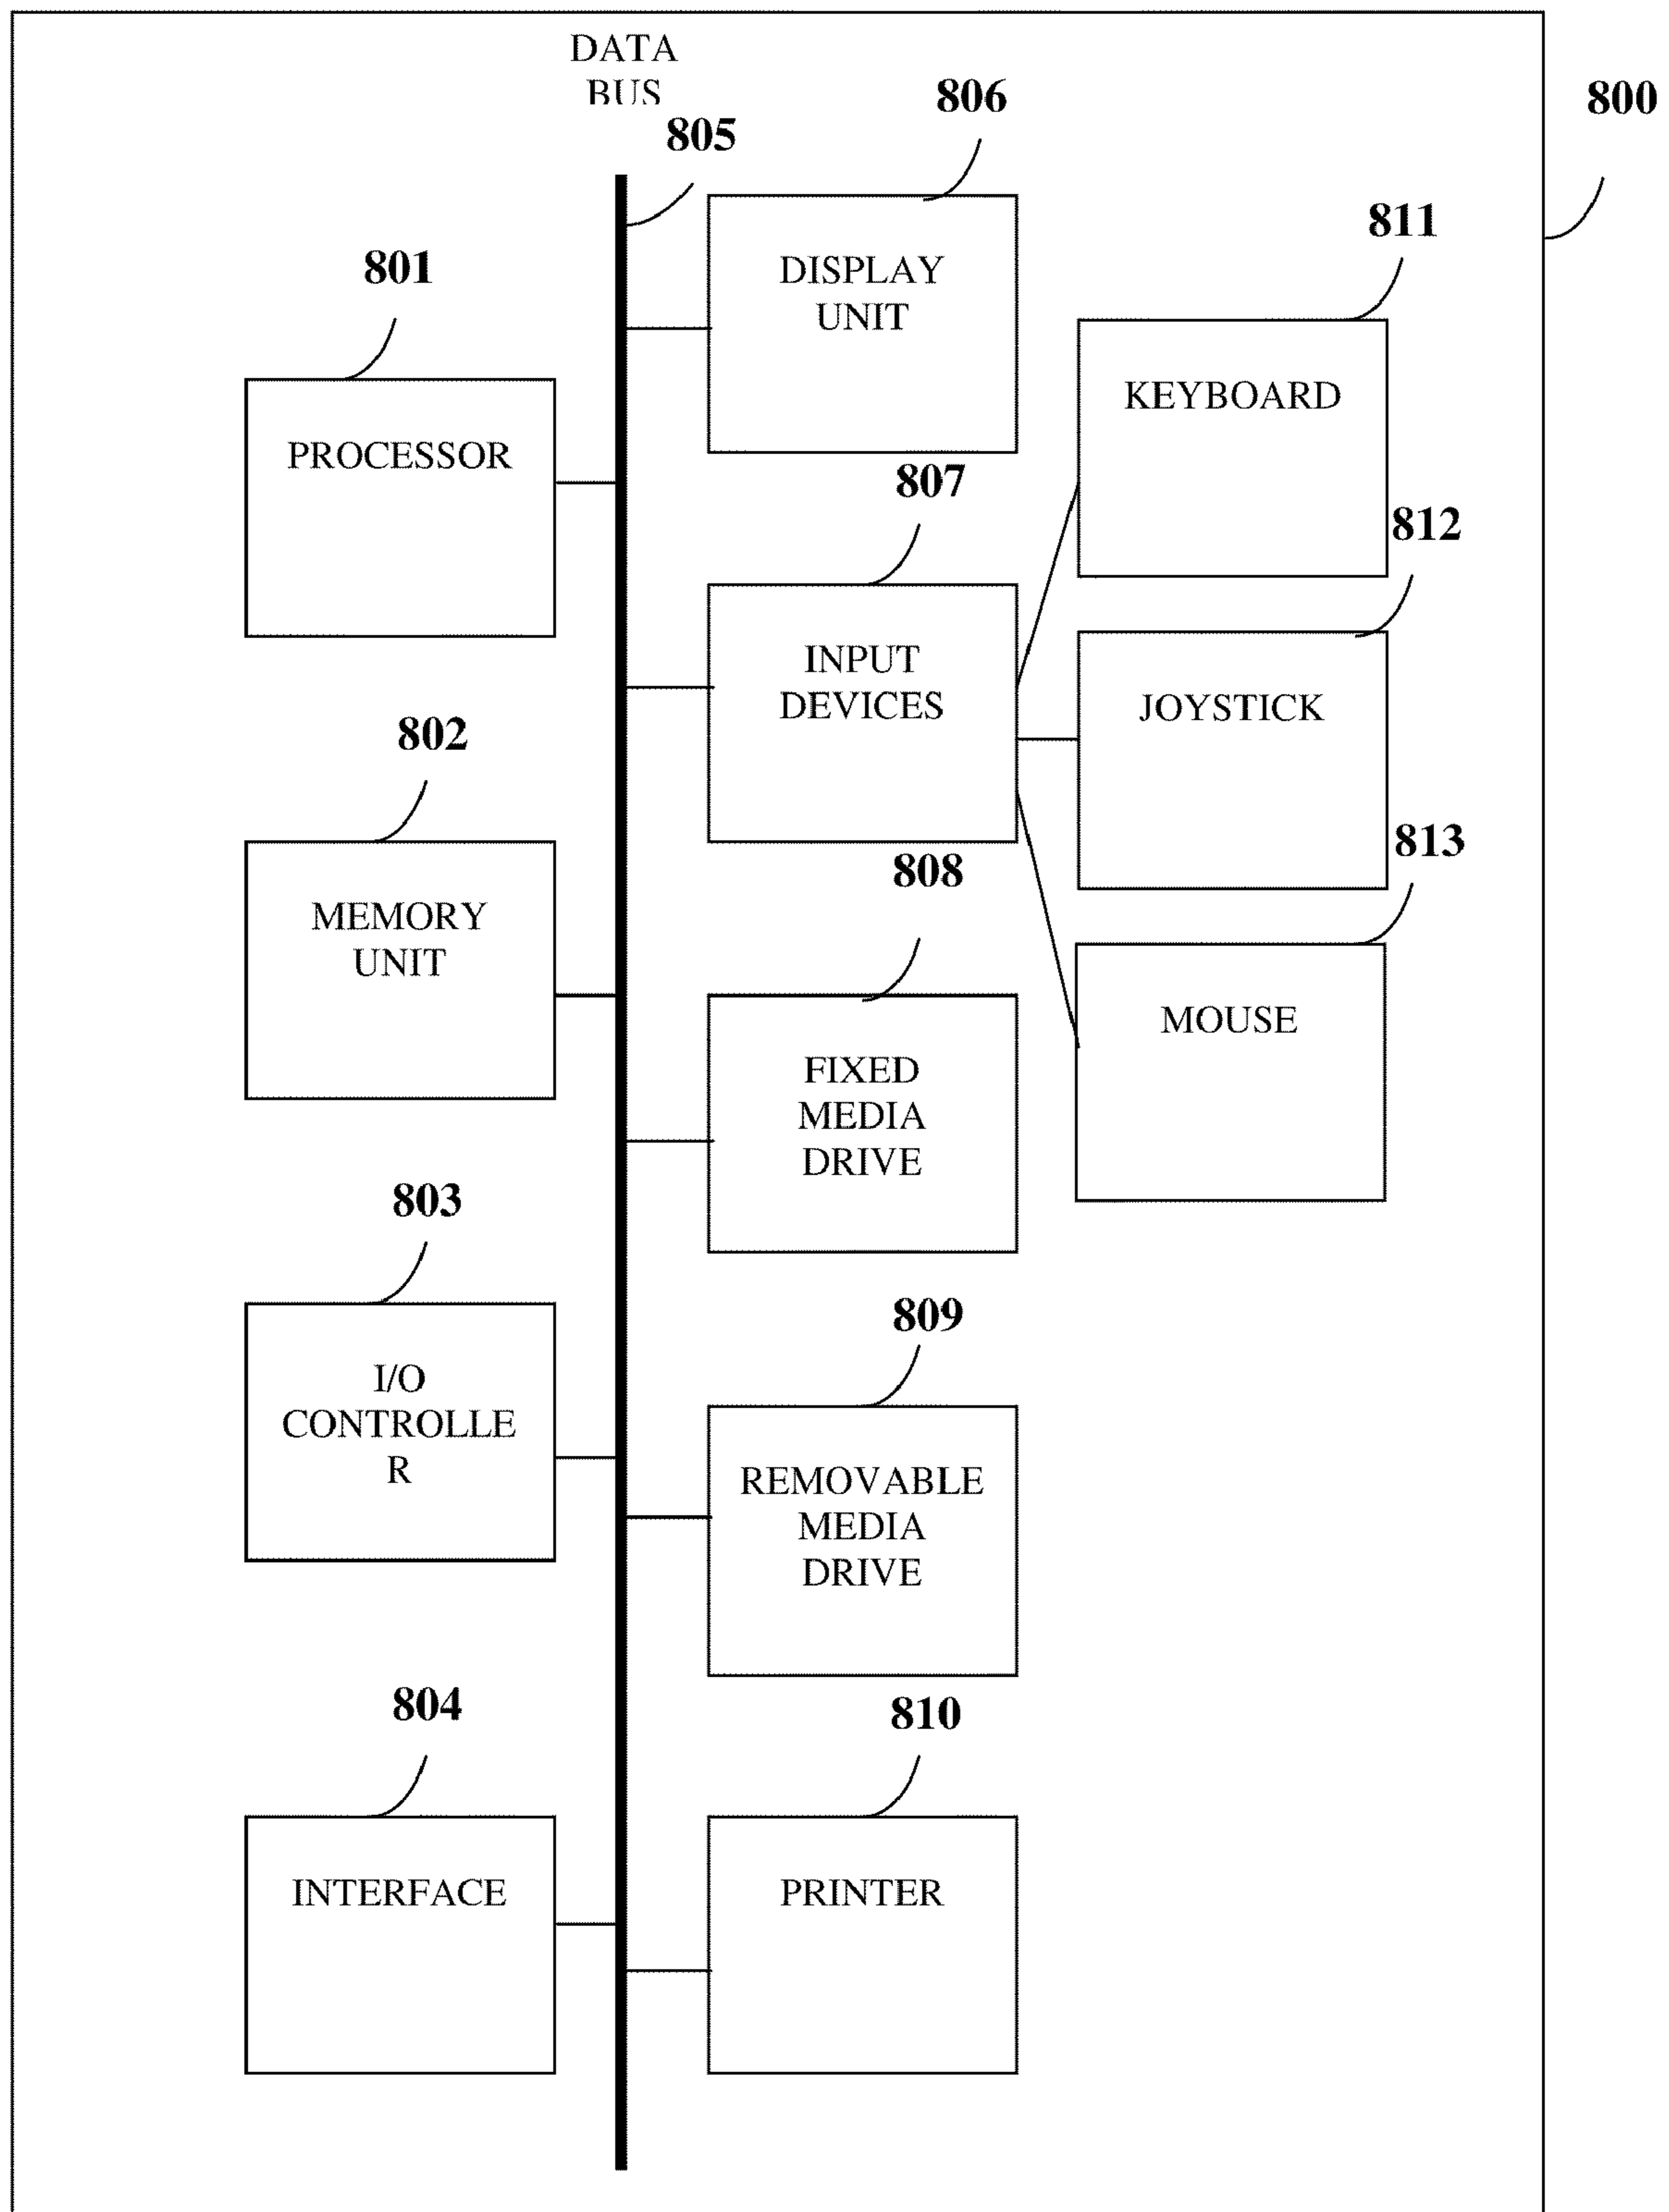 DATA
BUS
805
806
800
811
801
DISPLAY
UNIT
KEYBOARD
PROCESSOR
807
812
INPUT
DEVICES
JOYSTICK
802
813
808
MEMORY
UNIT
MOUSE
FIXED
MEDIA
DRIVE
803
809
I/O
CONTROLLE
R
REMOVABLE
MEDIA
DRIVE
804
810
INTERFACE
PRINTER